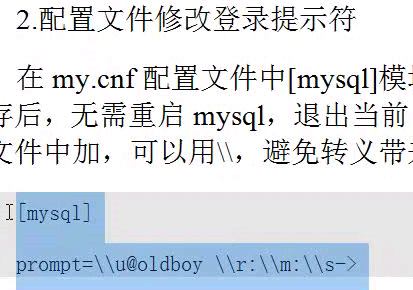 2.配置文件修改登录提示符
在 my.cnf 配置文件中[mysql]模
存后，无需重启 mysql，退出当前
文件中加，可以用\\，避免转义带
[mysql]
prompt=\\u@oldboy \\r:\\m:\\s->